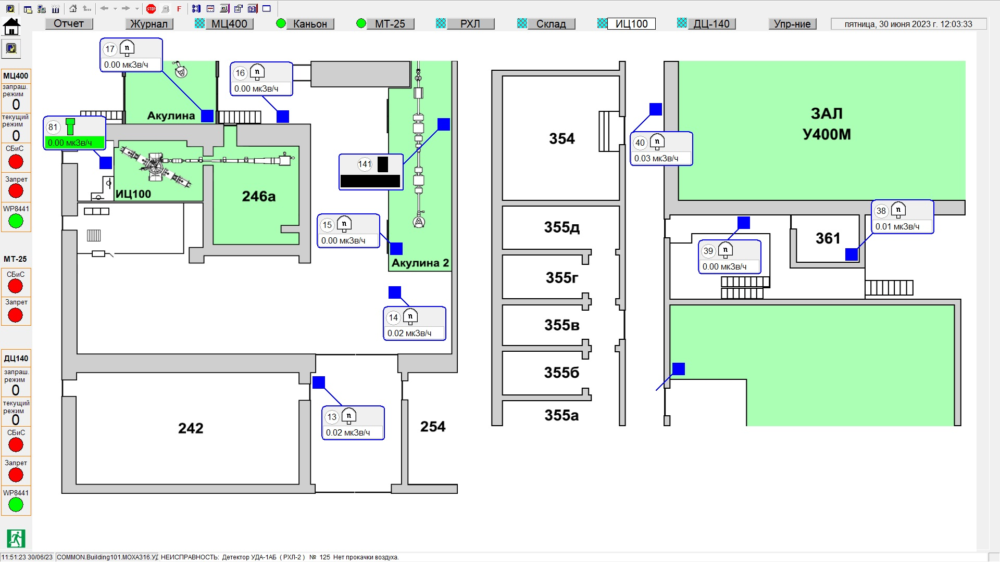 STOP F
Отчет Журнал МЦ400 Каньон МТ-25 РХЛ Склад ИЦ100 ДЦ-140 Упр-ние пятница, 30 июня 2023 г. 12:03:33
МЦ400
запраш.
режим
0
текущий
режим
0
СБиС
Запрет
WP8441
МТ-25
СБиС
Запрет
ДЦ140
запраш.
режим
0
текущий
режим
0
СБиС
Запрет
WP8441
17 n
0.00 мкЗв/ч
16 n
0.00 мкЗв/ч
Акулина
81
0.00 мкЗв/ч
ИЦ100
246а
141
15 n
0.00 мкЗв/ч
Акулина 2
14 n
0.02 мкЗв/ч
13 n
0.02 мкЗв/ч
242
254
354
355д
355г
355в
355б
355а
40 n
0.03 мкЗв/ч
ЗАЛ
У400М
38 n
0.01 мкЗв/ч
361
39 n
0.00 мкЗв/ч
11:51:23 30/06/23 COMMON.Building101.MOXA316.УД НЕИСПРАВНОСТЬ: Детектор УДА-1АБ ( РХЛ-2 ) № 125 Нет прокачки воздуха.